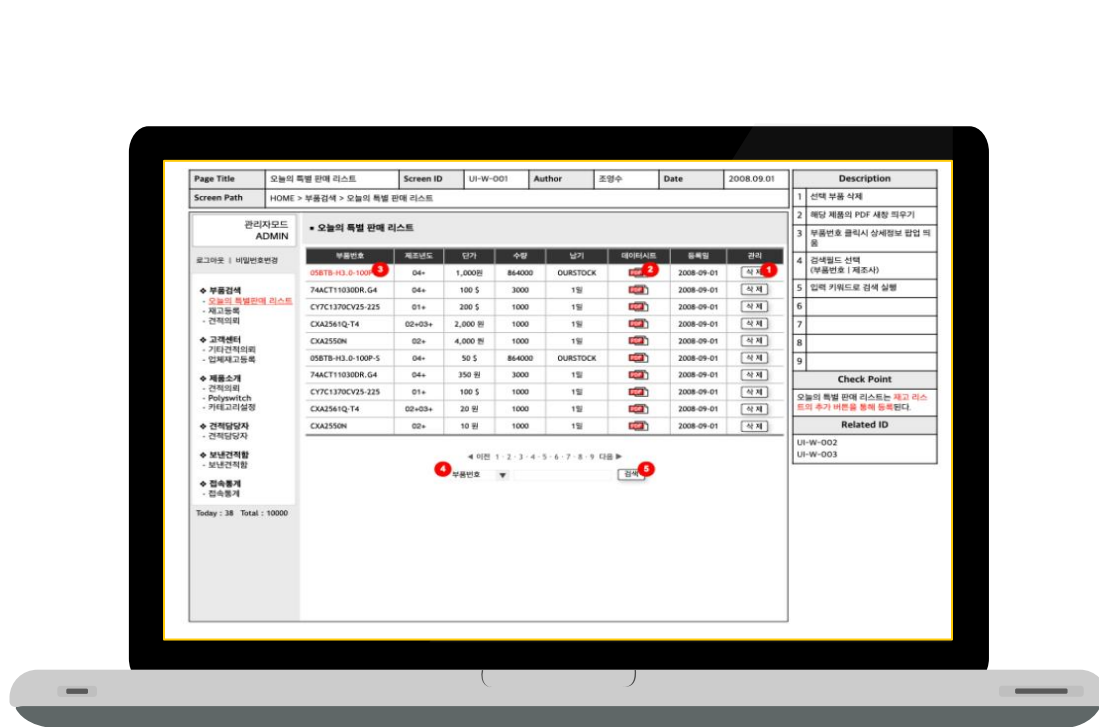 Page Title 오늘의 특별 판매 리스트 Screen ID UI-W-001 Author 조영수 Date 2008.09.01
Screen Path HOME > 부품검색 > 오늘의 특별 판매 리스트
관리자모드
ADMIN
로그아웃 | 비밀번호변경
❖ 부품검색
- 오늘의 특별판매 리스트
- 재고등록
- 견적의뢰
❖ 고객센터
- 기타견적의뢰
- 업체재고등록
❖ 제품소개
- 견적의뢰
- Polyswitch
- 카테고리설정
❖ 견적담당자
- 견적담당자
❖ 보낸견적함
- 보낸견적함
❖ 접속통계
- 접속통계
Today : 38 Total : 10000
▪ 오늘의 특별 판매 리스트
부품번호 제조년도 단가 수량 납기 데이터시트 등록일 관리
05BTB-H3.0-100P 3 04+ 1,000원 864000 OURSTOCK PDF 2 2008-09-01 삭제 1
74ACT11030DR,G4 04+ 100 $ 3000 1일 PDF 2008-09-01 삭제
CY7C1370CV25-225 01+ 200 $ 1000 1일 PDF 2008-09-01 삭제
CXA2561Q-T4 02+03+ 2,000 원 1000 1일 PDF 2008-09-01 삭제
CXA2550N 02+ 4,000 원 1000 1일 PDF 2008-09-01 삭제
05BTB-H3.0-100P-S 04+ 50 $ 864000 OURSTOCK PDF 2008-09-01 삭제
74ACT11030DR,G4 04+ 350 원 3000 1일 PDF 2008-09-01 삭제
CY7C1370CV25-225 01+ 100 $ 1000 1일 PDF 2008-09-01 삭제
CXA2561Q-T4 02+03+ 20 원 1000 1일 PDF 2008-09-01 삭제
CXA2550N 02+ 10 원 1000 1일 PDF 2008-09-01 삭제
◀ 이전 1 · 2 · 3 · 4 · 5 · 6 · 7 · 8 · 9 다음 ▶
4 부품번호 ▼ 검색 5
Description
1 선택 부품 삭제
2 해당 제품의 PDF 새창 띄우기
3 부품번호 클릭시 상세정보 팝업 띄
움
4 검색필드 선택
(부품번호 | 제조사)
5 입력 키워드로 검색 실행
6
7
8
9
Check Point
오늘의 특별 판매 리스트는 재고 리스
트의 추가 버튼을 통해 등록된다.
Related ID
UI-W-002
UI-W-003